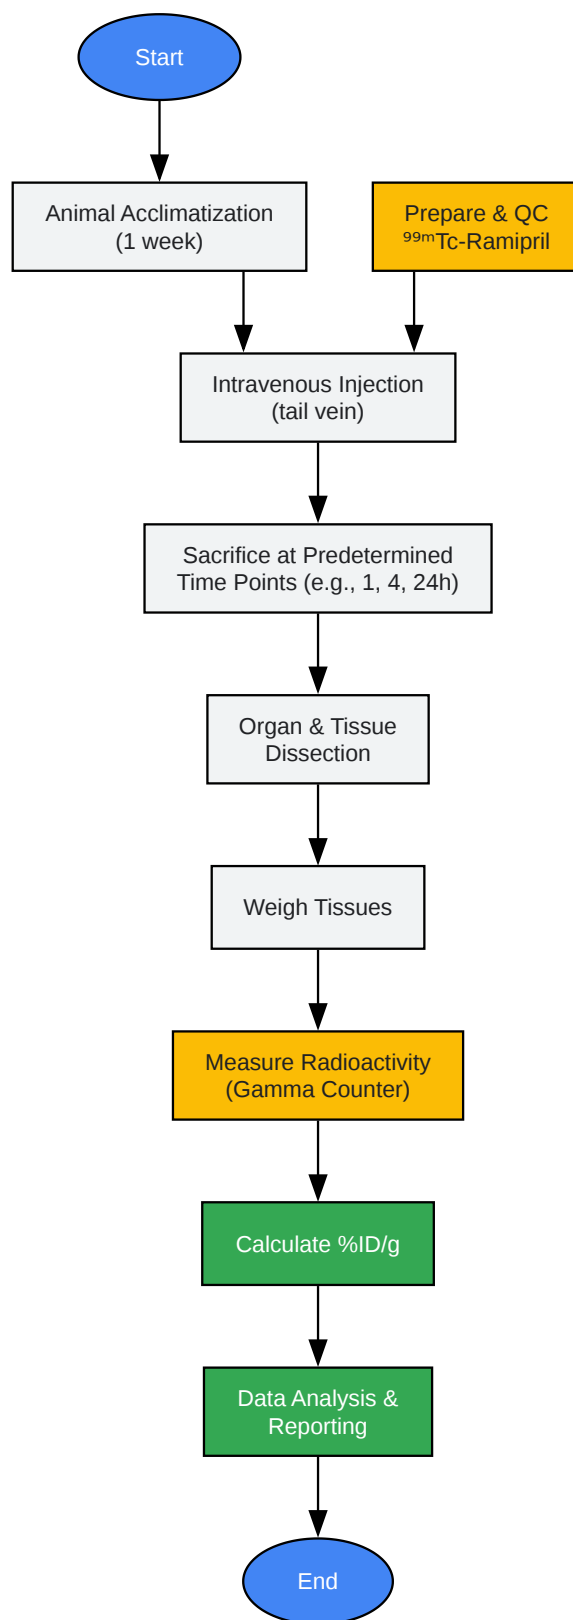 Start
Animal Acclimatization
(1 week)
Prepare & QC
⁹⁹ᵐTc-Ramipril
Intravenous Injection
(tail vein)
Sacrifice at Predetermined
Time Points (e.g., 1, 4, 24h)
Organ & Tissue
Dissection
Weigh Tissues
Measure Radioactivity
(Gamma Counter)
Calculate %ID/g
Data Analysis &
Reporting
End